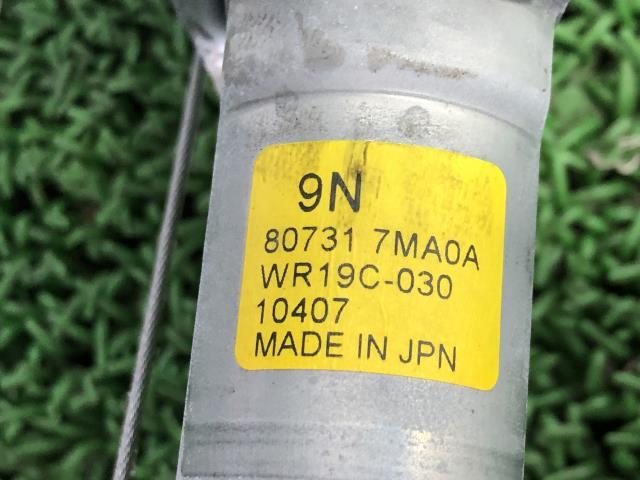 9N
80731 7MA0A
WR19C-030
10407
MADE IN JPN